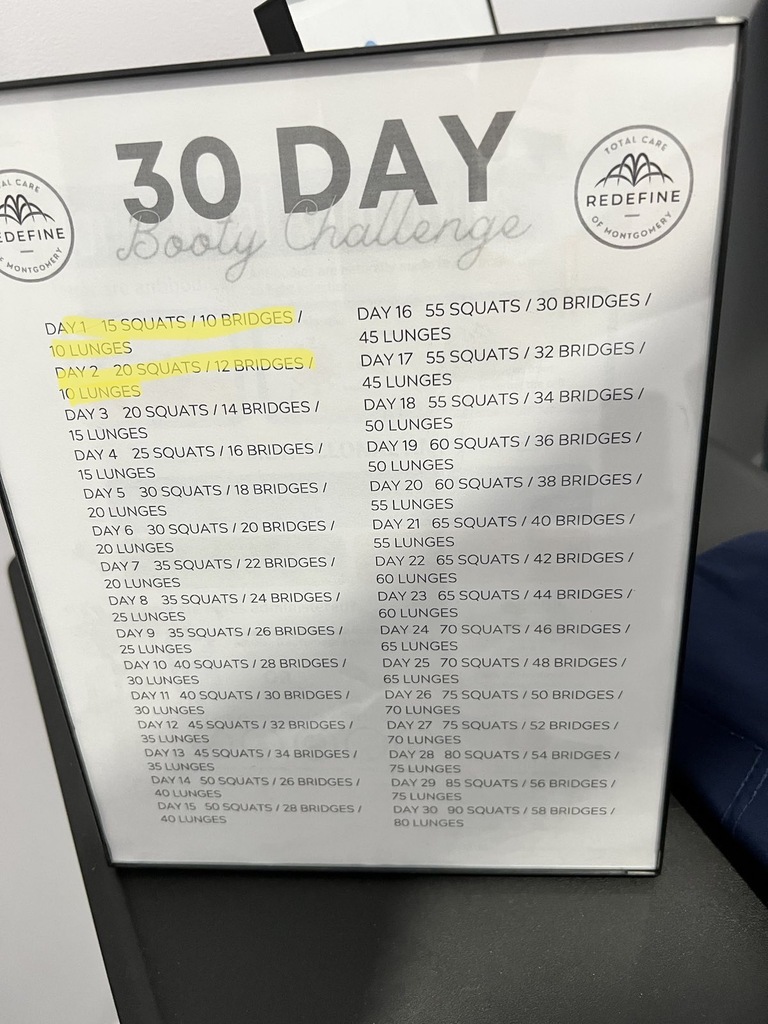 30 DAY
Booty Challenge
AL CARE
EDEFINE
MONTGOMERY
TOTAL CARE
REDEFINE
OF MONTGOMERY
DAY 1 15 SQUATS / 10 BRIDGES /
10 LUNGES
DAY 2 20 SQUATS / 12 BRIDGES /
10 LUNGES
DAY 3 20 SQUATS / 14 BRIDGES /
15 LUNGES
DAY 4 25 SQUATS / 16 BRIDGES /
15 LUNGES
DAY 5 30 SQUATS / 18 BRIDGES /
20 LUNGES
DAY 6 30 SQUATS / 20 BRIDGES /
20 LUNGES
DAY 7 35 SQUATS / 22 BRIDGES /
20 LUNGES
DAY 8 35 SQUATS / 24 BRIDGES /
25 LUNGES
DAY 9 35 SQUATS / 26 BRIDGES /
25 LUNGES
DAY 10 40 SQUATS / 28 BRIDGES /
30 LUNGES
DAY 11 40 SQUATS / 30 BRIDGES /
30 LUNGES
DAY 12 45 SQUATS / 32 BRIDGES /
35 LUNGES
DAY 13 45 SQUATS / 34 BRIDGES /
35 LUNGES
DAY 14 50 SQUATS / 26 BRIDGES /
40 LUNGES
DAY 15 50 SQUATS / 28 BRIDGES /
40 LUNGES
DAY 16 55 SQUATS / 30 BRIDGES /
45 LUNGES
DAY 17 55 SQUATS / 32 BRIDGES /
45 LUNGES
DAY 18 55 SQUATS / 34 BRIDGES /
50 LUNGES
DAY 19 60 SQUATS / 36 BRIDGES /
50 LUNGES
DAY 20 60 SQUATS / 38 BRIDGES /
55 LUNGES
DAY 21 65 SQUATS / 40 BRIDGES /
55 LUNGES
DAY 22 65 SQUATS / 42 BRIDGES /
60 LUNGES
DAY 23 65 SQUATS / 44 BRIDGES /
60 LUNGES
DAY 24 70 SQUATS / 46 BRIDGES /
65 LUNGES
DAY 25 70 SQUATS / 48 BRIDGES /
65 LUNGES
DAY 26 75 SQUATS / 50 BRIDGES /
70 LUNGES
DAY 27 75 SQUATS / 52 BRIDGES /
70 LUNGES
DAY 28 80 SQUATS / 54 BRIDGES /
75 LUNGES
DAY 29 85 SQUATS / 56 BRIDGES /
75 LUNGES
DAY 30 90 SQUATS / 58 BRIDGES /
80 LUNGES